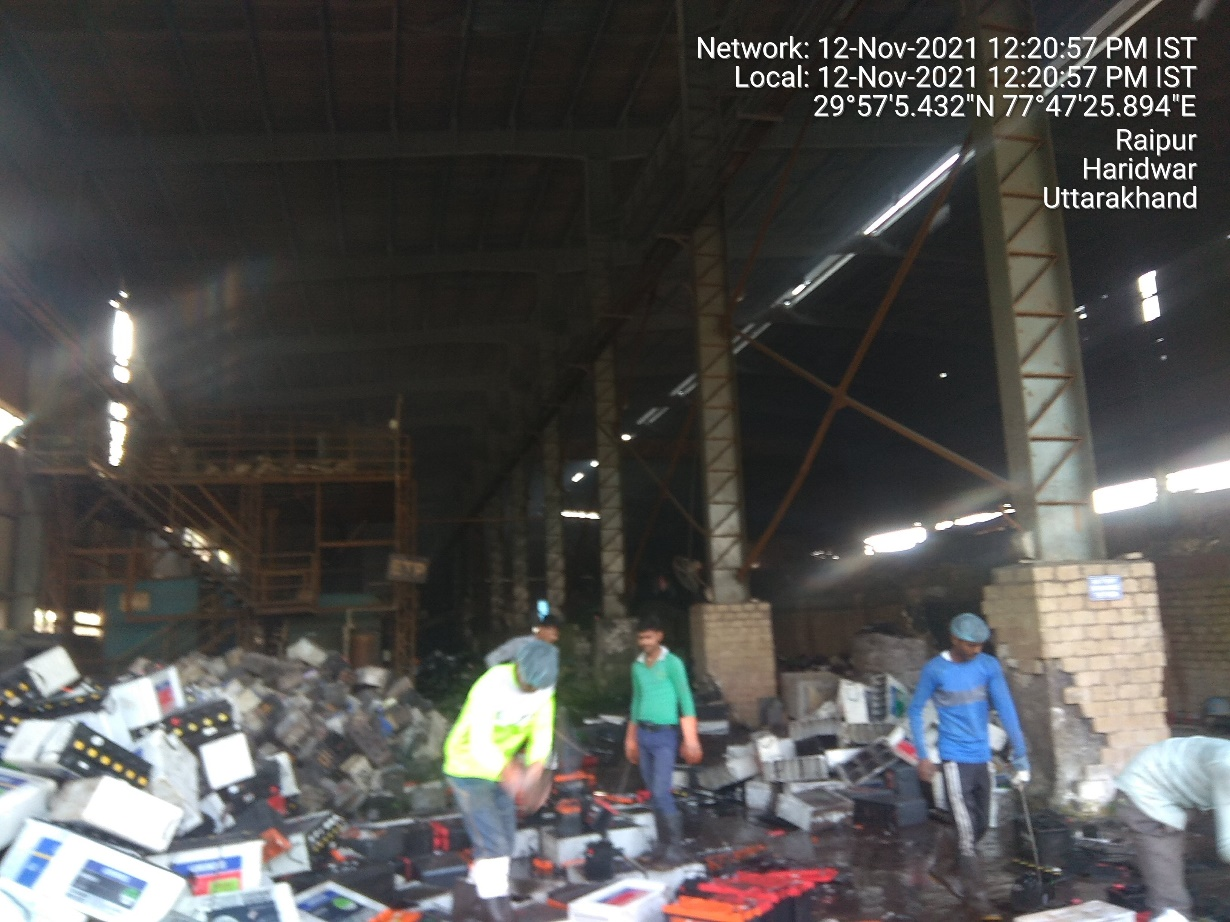 Network: 12-Nov-2021 12:20:57 PM IST
Local: 12-Nov-2021 12:20:57 PM IST
29°57'5.432"N 77°47'25.894"E
Raipur
Haridwar
Uttarakhand